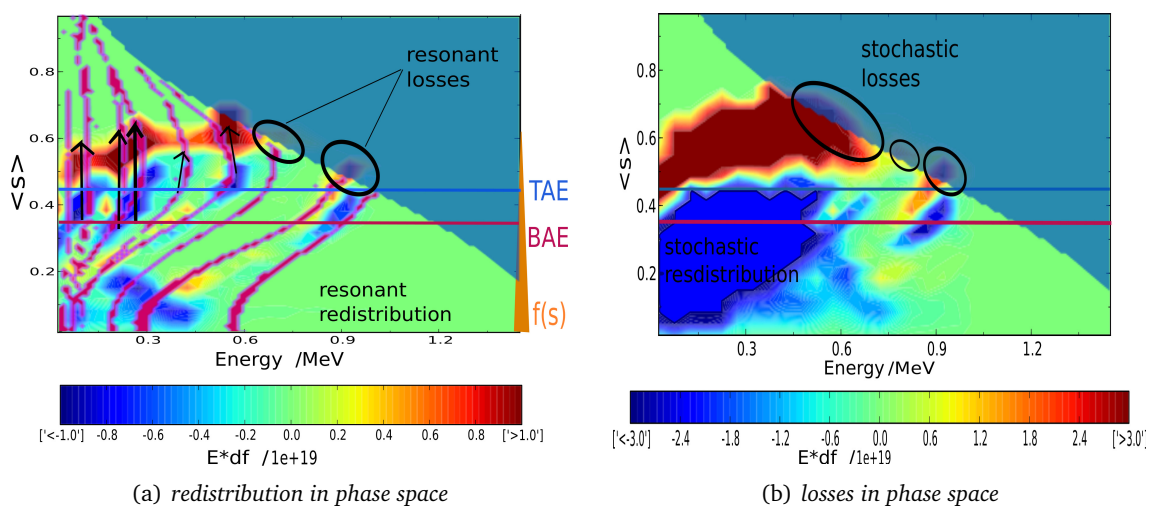 resonant
losses
0.8
0.6
0.4
0.2
<s>
TAE
BAE
f(s)
resonant
redistribution
0.3
0.6
0.9
1.2
Energy /MeV
['<-1.0']
-0.8
-0.6
-0.4
-0.2
0.0
0.2
0.4
0.6
0.8
['>1.0']
E*df /1e+19
(a) redistribution in phase space
stochastic
losses
0.8
0.6
0.4
0.2
<s>
stochastic
resdistribution
0.3
0.6
0.9
1.2
Energy /MeV
['<-3.0']
-2.4
-1.8
-1.2
-0.6
0.0
0.6
1.2
1.8
2.4
['>3.0']
E*df /1e+19
(b) losses in phase space